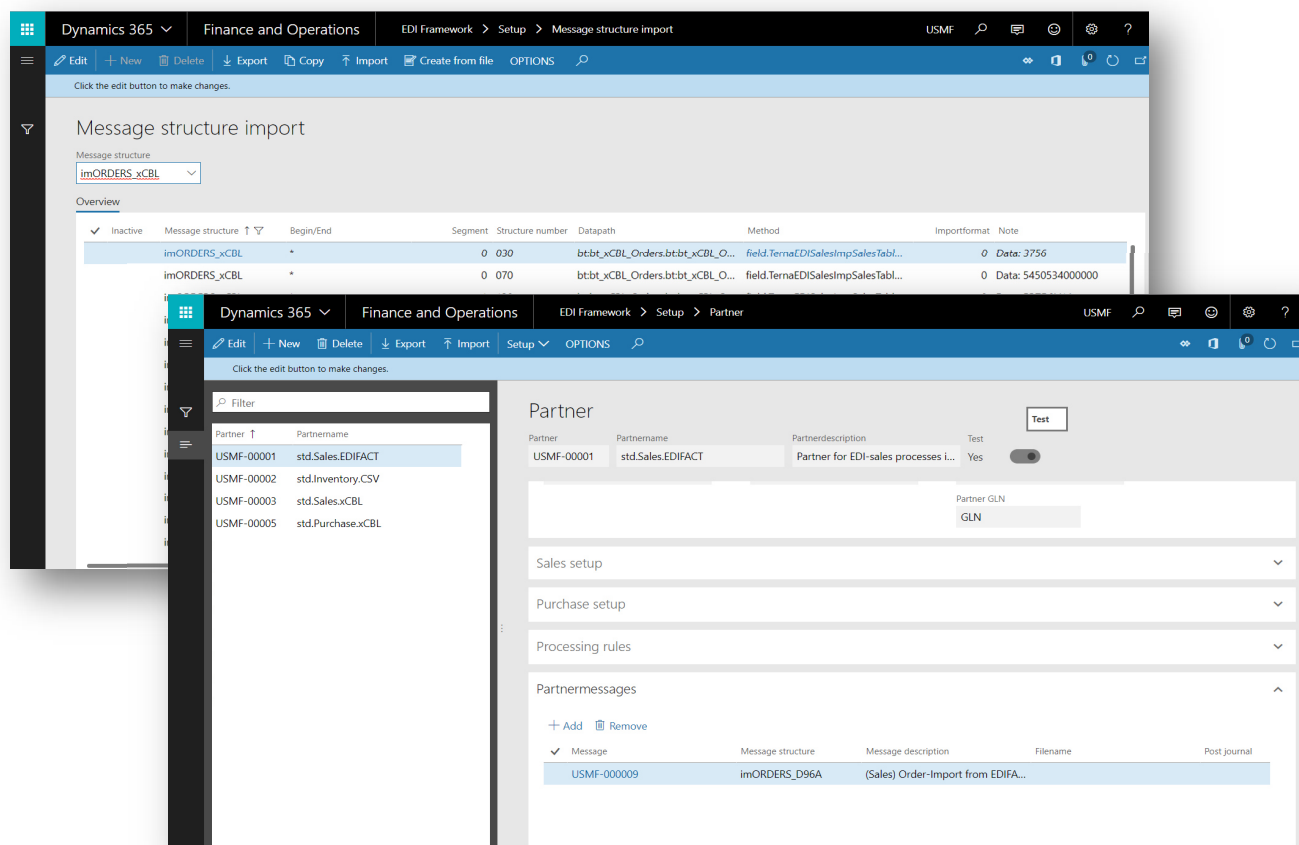 Dynamics 365 Finance and Operations EDI Framework > Setup > Message structure import USMF ?
Edit + New Delete Export Copy Import Create from file OPTIONS 0
Click the edit button to make changes.
Message structure import
Message structure
imORDERS_xCBL
Overview
Inactive Message structure ↑ Begin/End Segment Structure number Datapath Method Importformat Note
imORDERS_xCBL * 0 030 bt:bt_xCBL_Orders.bt:bt_xCBL_O... field.TernaEDISalesImpSalesTabl... 0 Data: 3756
imORDERS_xCBL * 0 070 bt:bt_xCBL_Orders.bt:bt_xCBL_O... field.TernaEDISalesImpSalesTabl... 0 Data: 5450534000000
Dynamics 365 Finance and Operations EDI Framework > Setup > Partner USMF ?
Edit + New Delete Export Import Setup OPTIONS 0
Click the edit button to make changes.
Filter
Partner ↑ Partnername
USMF-00001 std.Sales.EDIFACT
USMF-00002 std.Inventory.CSV
USMF-00003 std.Sales.xCBL
USMF-00005 std.Purchase.xCBL
Partner
Test
Partner Partnername Partnerdescription Test
USMF-00001 std.Sales.EDIFACT Partner for EDI-sales processes i... Yes
Partner GLN
GLN
Sales setup
Purchase setup
Processing rules
Partnermessages
+ Add Remove
Message Message structure Message description Filename Post journal
USMF-000009 imORDERS_D96A (Sales) Order-Import from EDIFA...